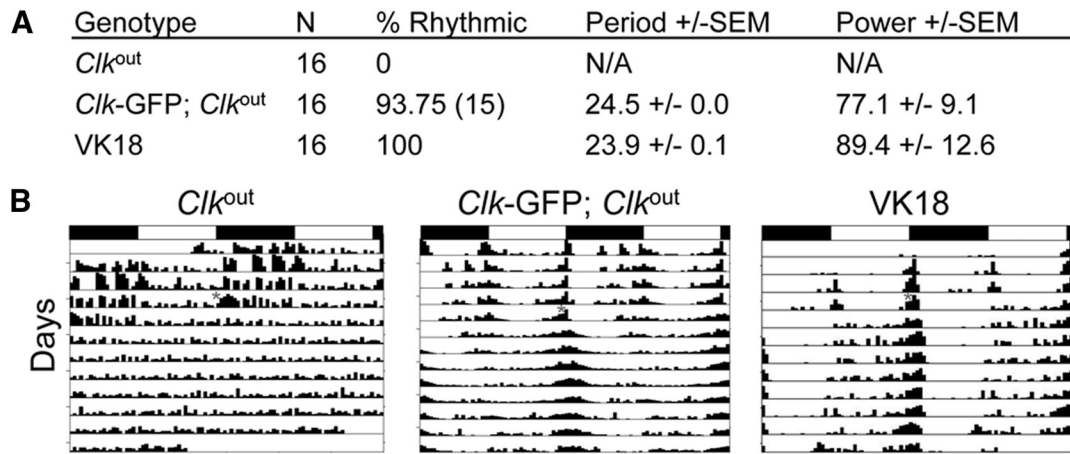 A
Genotype N % Rhythmic Period +/-SEM Power +/-SEM
Clkout 16 0 N/A N/A
Clk-GFP; Clkout 16 93.75 (15) 24.5 +/- 0.0 77.1 +/- 9.1
VK18 16 100 23.9 +/- 0.1 89.4 +/- 12.6
B
Clkout Clk-GFP; Clkout VK18
Days
*
*
*